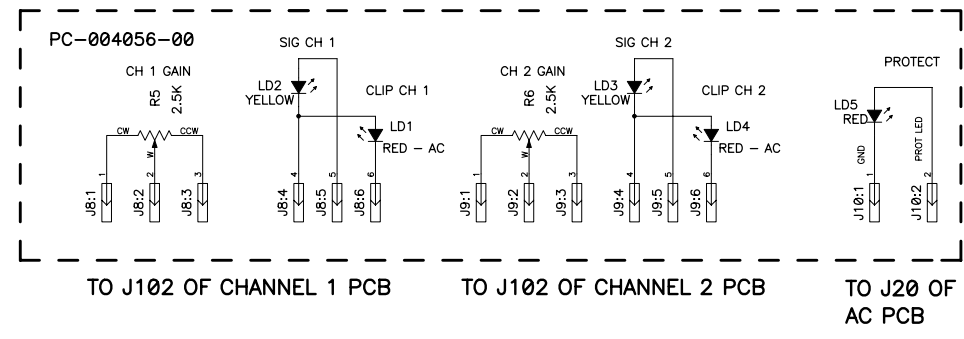 PC-004056-00
CH 1 GAIN
R5
2.5K
CW
CCW
W
1
2
3
J8:1
J8:2
J8:3
SIG CH 1
LD2
YELLOW
CLIP CH 1
LD1
RED - AC
4
5
6
J8:4
J8:5
J8:6
CH 2 GAIN
R6
2.5K
CW
CCW
W
1
2
3
J9:1
J9:2
J9:3
SIG CH 2
LD3
YELLOW
CLIP CH 2
LD4
RED - AC
4
5
6
J9:4
J9:5
J9:6
PROTECT
LD5
RED
GND
PROT LED
1
2
J10:1
J10:2
TO J102 OF CHANNEL 1 PCB
TO J102 OF CHANNEL 2 PCB
TO J20 OF
AC PCB